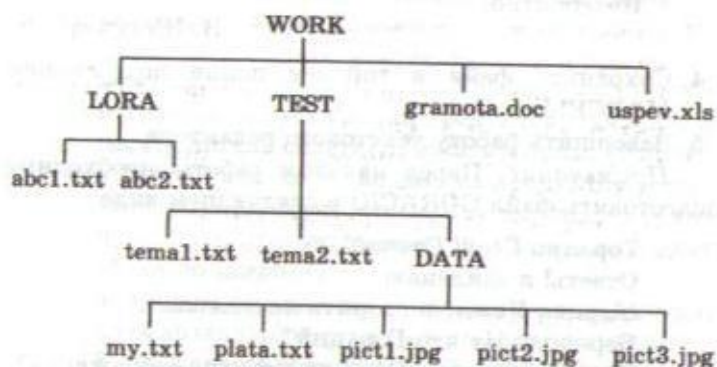 WORK
LORA TEST gramota.doc uspev.xls
abc1.txt abc2.txt
tema1.txt tema2.txt DATA
my.txt plata.txt pict1.jpg pict2.jpg pict3.jpg